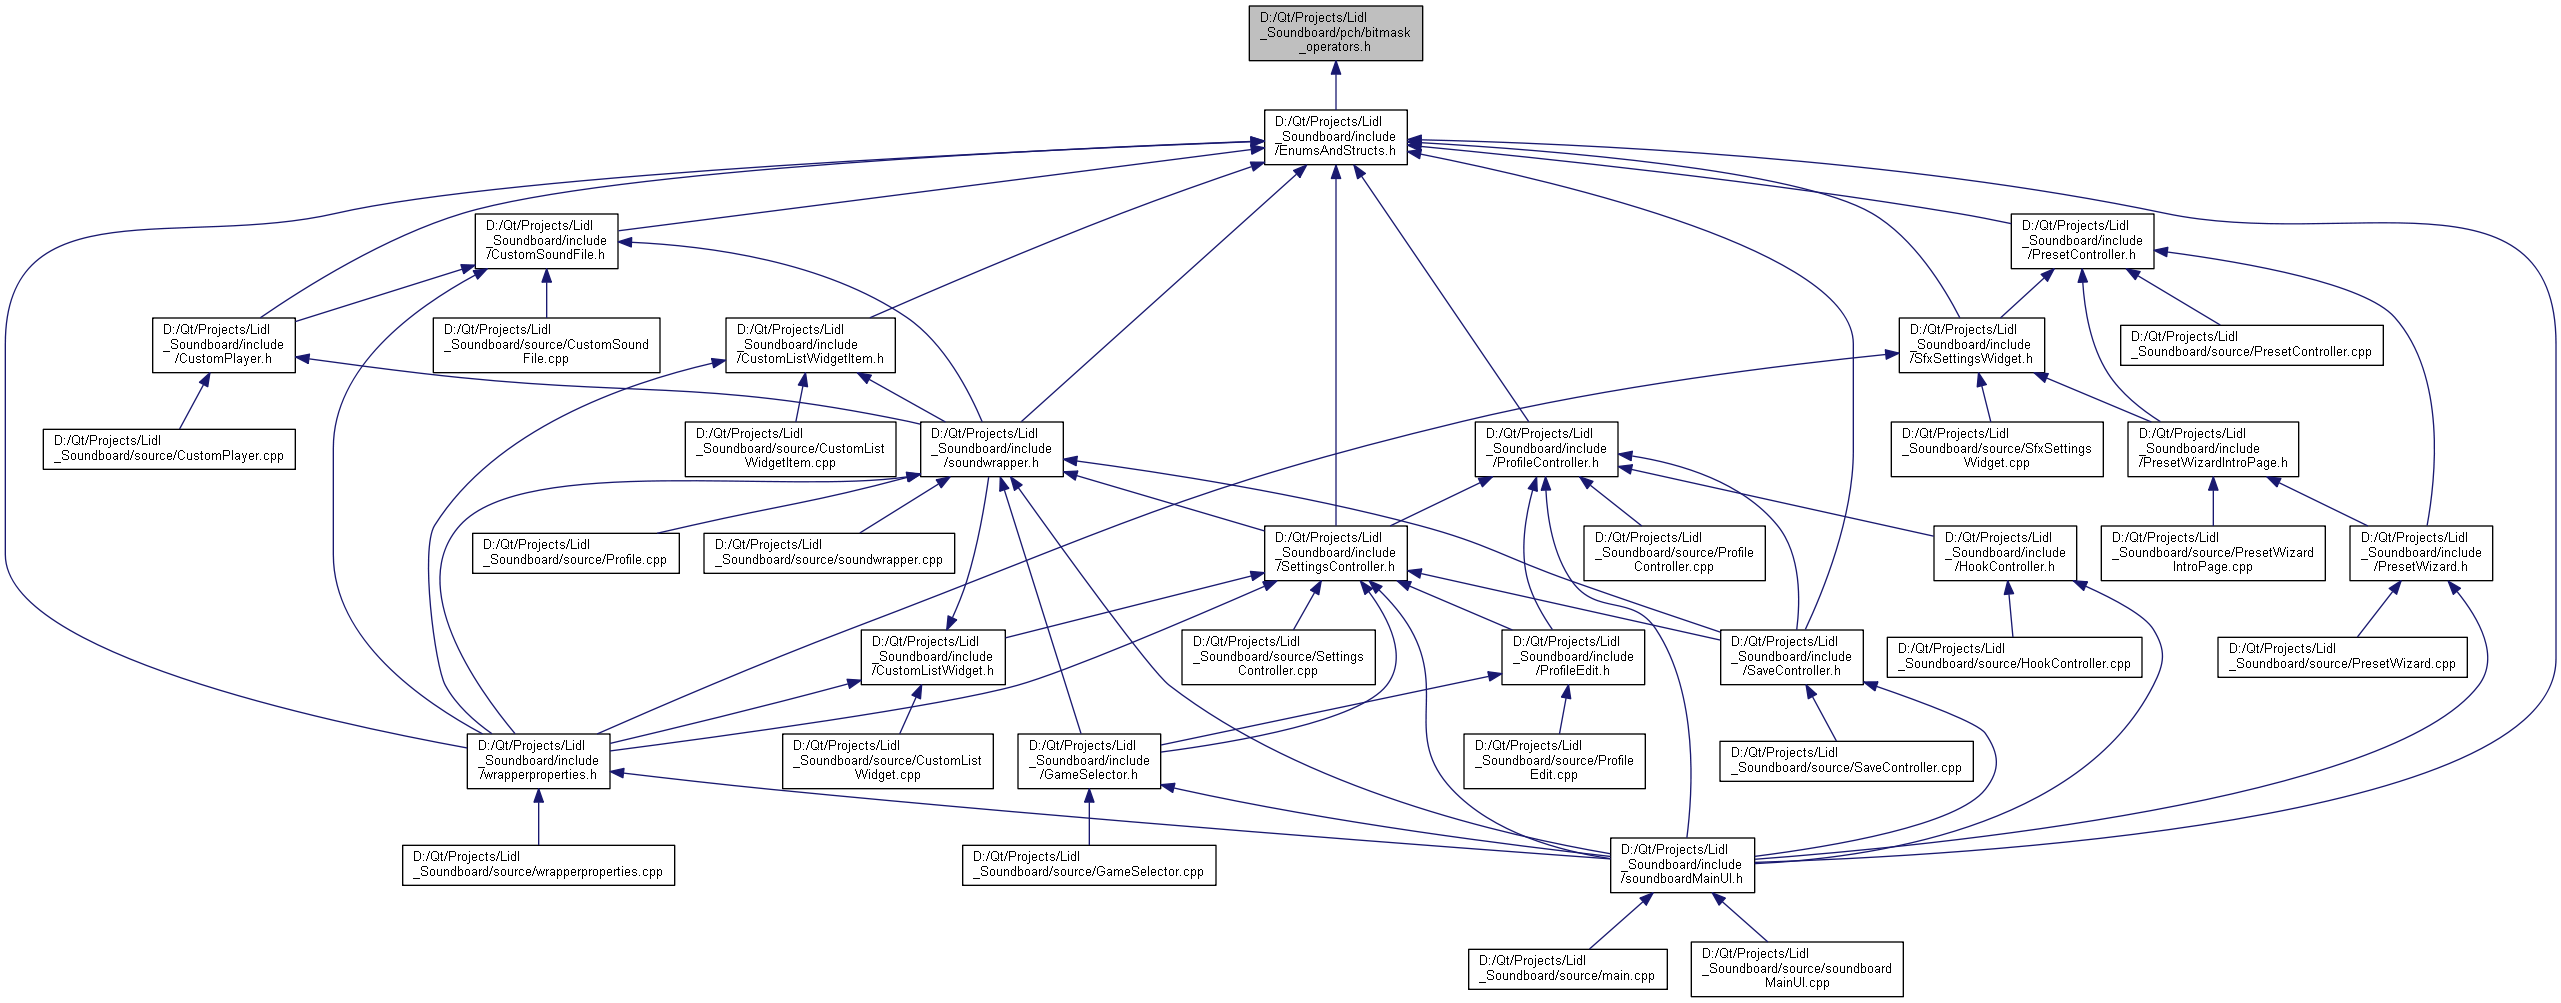 D:/Qt/Projects/Lidl
_Soundboard/pch/bitmask
_operators.h
D:/Qt/Projects/Lidl
_Soundboard/include
/EnumsAndStructs.h
D:/Qt/Projects/Lidl
_Soundboard/include
/CustomSoundFile.h
D:/Qt/Projects/Lidl
_Soundboard/include
/PresetController.h
D:/Qt/Projects/Lidl
_Soundboard/include
/CustomPlayer.h
D:/Qt/Projects/Lidl
_Soundboard/source/CustomSound
File.cpp
D:/Qt/Projects/Lidl
_Soundboard/include
/CustomListWidgetItem.h
D:/Qt/Projects/Lidl
_Soundboard/include
/SfxSettingsWidget.h
D:/Qt/Projects/Lidl
_Soundboard/source/PresetController.cpp
D:/Qt/Projects/Lidl
_Soundboard/source/CustomPlayer.cpp
D:/Qt/Projects/Lidl
_Soundboard/source/CustomList
WidgetItem.cpp
D:/Qt/Projects/Lidl
_Soundboard/include
/soundwrapper.h
D:/Qt/Projects/Lidl
_Soundboard/include
/ProfileController.h
D:/Qt/Projects/Lidl
_Soundboard/source/SfxSettings
Widget.cpp
D:/Qt/Projects/Lidl
_Soundboard/include
/PresetWizardIntroPage.h
D:/Qt/Projects/Lidl
_Soundboard/source/Profile.cpp
D:/Qt/Projects/Lidl
_Soundboard/source/soundwrapper.cpp
D:/Qt/Projects/Lidl
_Soundboard/include
/SettingsController.h
D:/Qt/Projects/Lidl
_Soundboard/source/Profile
Controller.cpp
D:/Qt/Projects/Lidl
_Soundboard/include
/HookController.h
D:/Qt/Projects/Lidl
_Soundboard/source/PresetWizard
IntroPage.cpp
D:/Qt/Projects/Lidl
_Soundboard/include
/PresetWizard.h
D:/Qt/Projects/Lidl
_Soundboard/include
/CustomListWidget.h
D:/Qt/Projects/Lidl
_Soundboard/source/Settings
Controller.cpp
D:/Qt/Projects/Lidl
_Soundboard/include
/ProfileEdit.h
D:/Qt/Projects/Lidl
_Soundboard/include
/SaveController.h
D:/Qt/Projects/Lidl
_Soundboard/source/HookController.cpp
D:/Qt/Projects/Lidl
_Soundboard/source/PresetWizard.cpp
D:/Qt/Projects/Lidl
_Soundboard/include
/wrapperproperties.h
D:/Qt/Projects/Lidl
_Soundboard/source/CustomList
Widget.cpp
D:/Qt/Projects/Lidl
_Soundboard/include
/GameSelector.h
D:/Qt/Projects/Lidl
_Soundboard/source/Profile
Edit.cpp
D:/Qt/Projects/Lidl
_Soundboard/source/SaveController.cpp
D:/Qt/Projects/Lidl
_Soundboard/source/wrapperproperties.cpp
D:/Qt/Projects/Lidl
_Soundboard/source/GameSelector.cpp
D:/Qt/Projects/Lidl
_Soundboard/include
/soundboardMainUI.h
D:/Qt/Projects/Lidl
_Soundboard/source/main.cpp
D:/Qt/Projects/Lidl
_Soundboard/source/soundboard
MainUI.cpp